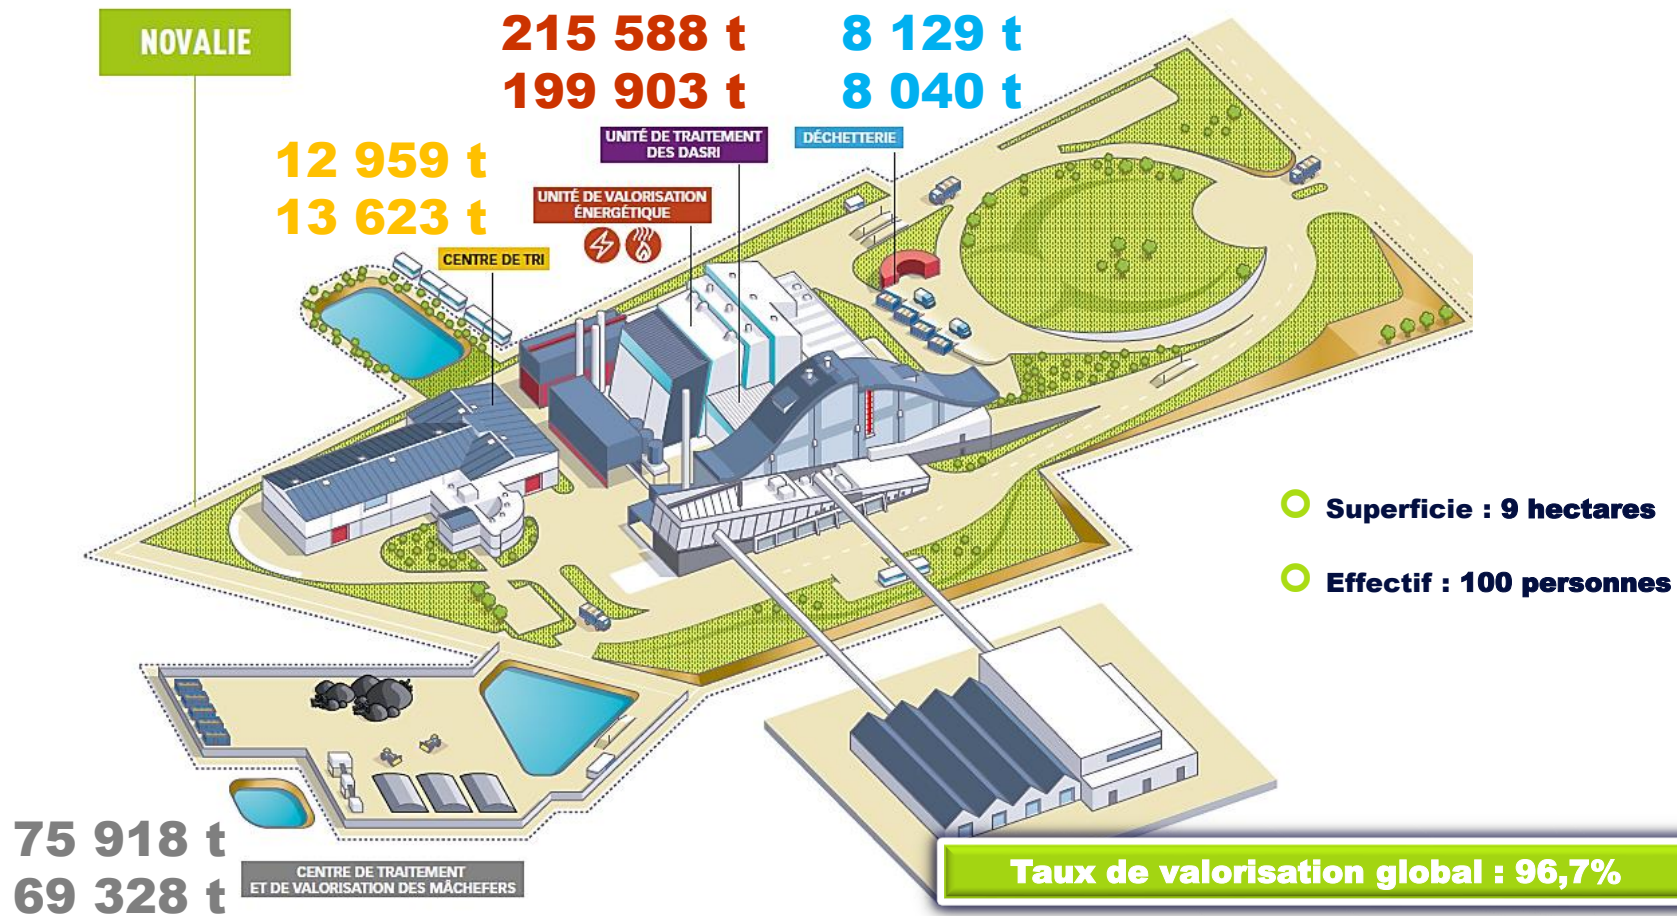 NOVALIE
215 588 t
199 903 t
8 129 t
8 040 t
12 959 t
13 623 t
UNITÉ DE TRAITEMENT
DES DASRI
DÉCHETTERIE
UNITÉ DE VALORISATION
ÉNERGÉTIQUE
CENTRE DE TRI
Superficie : 9 hectares
Effectif : 100 personnes
75 918 t
69 328 t
CENTRE DE TRAITEMENT
ET DE VALORISATION DES MÂCHEFERS
Taux de valorisation global : 96,7%